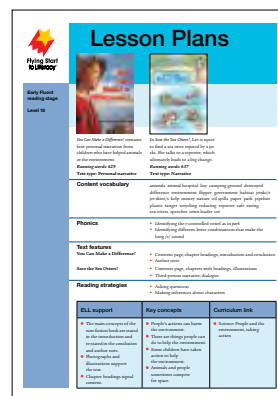 Flying Start
to Literacy
Lesson Plans
Early Fluent
reading stage
Level 16
You Can Make a Difference! contains
four personal narratives from
children who have helped animals
or the environment.
Running words: 629
Text type: Personal narrative
In Save the Sea Otters!, Leo is upset
to find a sea otter injured by a jet
ski. She talks to a reporter, which
ultimately leads to a big change.
Text type: Narrative
Content vocabulary
animals animal hospital bay camping ground destroyed
difference environment flipper government habitat jetski/s
jet-skier/s kelp money nature oil spills paper park pipeline
plastic ranger recycling reducing reporter safe saving
sea otters speeches town leader vet
Phonics
• Identifying the r-controlled vowel as in park
• Identifying different letter combinations that make the
Text features
You Can Make a Difference!
• Contents page, chapter headings, introduction and conclusion
• Author note
Save the Sea Otters!
• Contents page, chapters with headings, illustrations
• Third-person narrative, dialogue
Reading strategies
• Asking questions
• Making inferences about characters
ELL support
Key concepts
Curriculum link
• The main concepts of the
nonfiction book are stated
in the introduction and
restated in the conclusion
and author note.
• Photographs and
illustrations support
the text.
• Chapter headings signal
content.
• People's actions can harm
the environment.
• There are things people can
do to help the environment.
• Some children have taken
action to help
the environment.
• Animals and people
sometimes compete
for space.
• Science: People and the
environment, taking
action